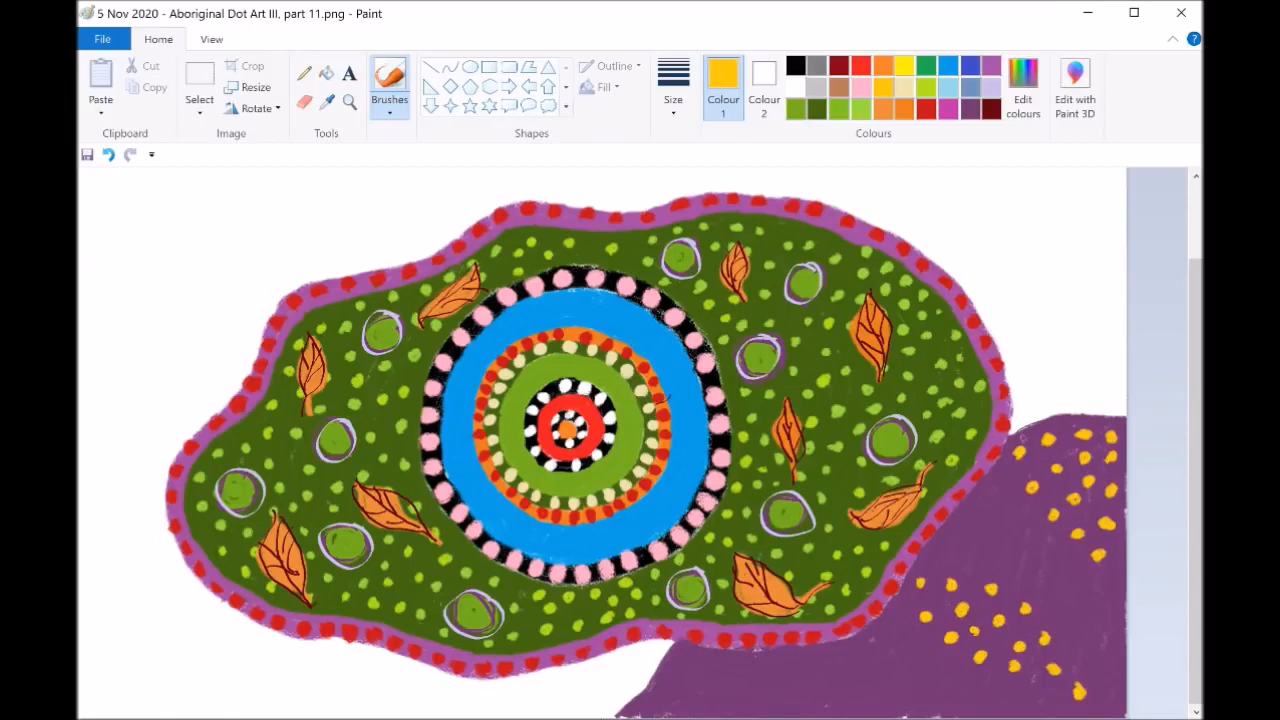 5 Nov 2020 - Aboriginal Dot Art III, part 11.png - Paint
File Home View
Paste
Cut
Copy
Clipboard
Select
Crop
Resize
Rotate
Image
A
Tools
Brushes
Outline
Fill
Shapes
Size
Colour
1
Colour
2
Colours
Edit
colours
Edit with
Paint 3D
?